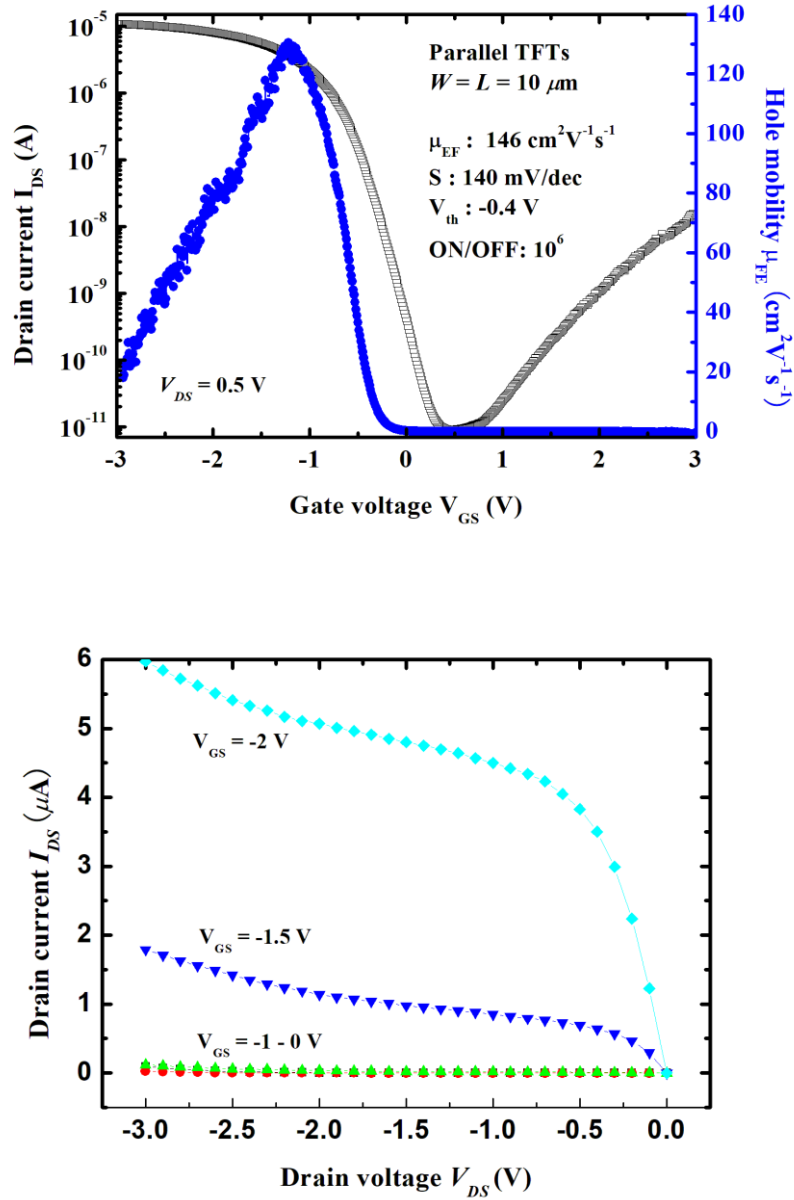 10⁻⁵
10⁻⁶
10⁻⁷
10⁻⁸
10⁻⁹
10⁻¹⁰
10⁻¹¹
Drain current I_DS (A)
Parallel TFTs
W = L = 10 μm
μ_EF : 146 cm²V⁻¹s⁻¹
S : 140 mV/dec
V_th : -0.4 V
ON/OFF: 10⁶
V_DS = 0.5 V
140
120
100
80
60
40
20
0
Hole mobility μ_FE (cm²V⁻¹s⁻¹)
-3 -2 -1 0 1 2 3
Gate voltage V_GS (V)
6
5
4
3
2
1
0
Drain current I_DS (μA)
V_GS = -2 V
V_GS = -1.5 V
V_GS = -1 - 0 V
-3.0 -2.5 -2.0 -1.5 -1.0 -0.5 0.0
Drain voltage V_DS (V)